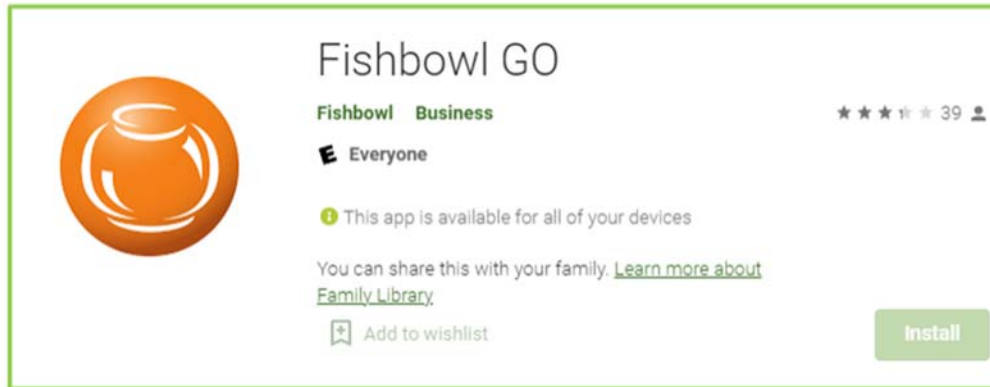 Fishbowl GO
Fishbowl Business
39
E Everyone
This app is available for all of your devices
You can share this with your family. Learn more about
Family Library
Add to wishlist
Install